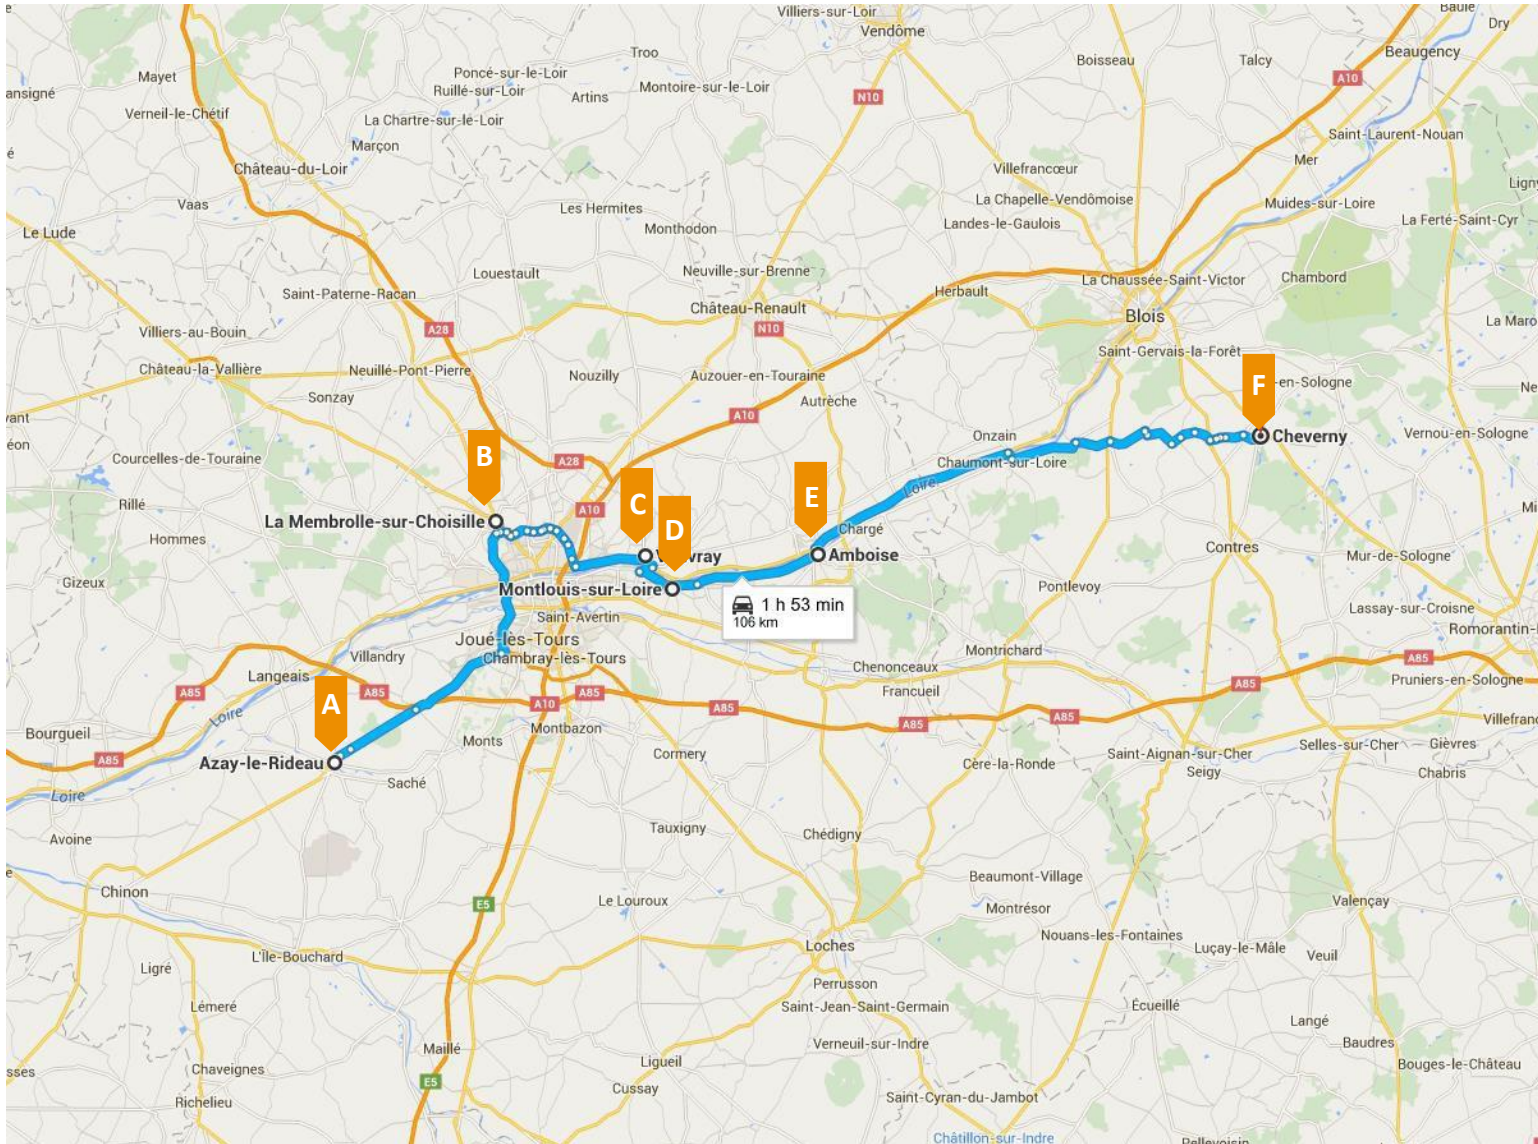 Villiers-sur-Loir
Baule
Dry
Vendôme
Beaugency
Troo
Boisseau
Talcy
Poncé-sur-le-Loir
Mayet
A10
Ruillé-sur-Loir
Montoire-sur-le-Loir
ansigné
Artins
N10
Verneil-le-Chétif
La Chartre-sur-le-Loir
Saint-Laurent-Nouan
Marçon
é
Mer
Château-du-Loir
Villefrancœur
Ligny
La Chapelle-Vendômoise
Vaas
Muides-sur-Loire
Les Hermites
La Ferté-Saint-Cyr
Landes-le-Gaulois
Monthodon
Le Lude
Louestault
Neuville-sur-Brenne
Chambord
La Chaussée-Saint-Victor
Saint-Paterne-Racan
Herbault
Château-Renault
Blois
La Maro
Villiers-au-Bouin
A28
N10
Saint-Gervais-la-Forêt
Château-la-Vallière
Neuillé-Pont-Pierre
Nouzilly
Auzouer-en-Touraine
F
-en-Sologne
Ne
Sonzay
Autrèche
vant
A10
éon
Onzain
Cheverny
Vernou-en-Sologne
Courcelles-de-Touraine
B
A28
Chaumont-sur-Loire
Loire
Rillé
C
E
A10
D
Mi
La Membrolle-sur-Choisille
Chargé
Hommes
Contres
Vouvray
Amboise
Mur-de-Sologne
Gizeux
Montlouis-sur-Loire
Pontlevoy
1 h 53 min
106 km
Lassay-sur-Croisne
Saint-Avertin
Romorantin-
Joué-lès-Tours
Montrichard
Villandry
Chambray-lès-Tours
A85
Chenonceaux
Langeais
Pruniers-en-Sologne
A85
A85
A85
A85
Francueil
A
A10
A85
A85
Loire
A85
Villefranc
Bourgueil
Montbazon
Monts
Selles-sur-Cher
Gièvres
A85
Cormery
Saint-Aignan-sur-Cher
Azay-le-Rideau
Cère-la-Ronde
Seigy
Chabris
Saché
Loire
Tauxigny
Chédigny
Avoine
e
Beaumont-Village
Chinon
Le Louroux
Valençay
E5
Montrésor
Nouans-les-Fontaines
Loches
Luçay-le-Mâle
Veuil
L'Île-Bouchard
Ligré
Perrusson
Lémeré
Saint-Jean-Saint-Germain
Écueillé
Langé
Verneuil-sur-Indre
Baudres
Maillé
Ligueil
Bouges-le-Château
sses
Chaveignes
E5
Cussay
Saint-Cyran-du-Jambot
Richelieu
Châtillon-sur-Indre
Pellevoisin